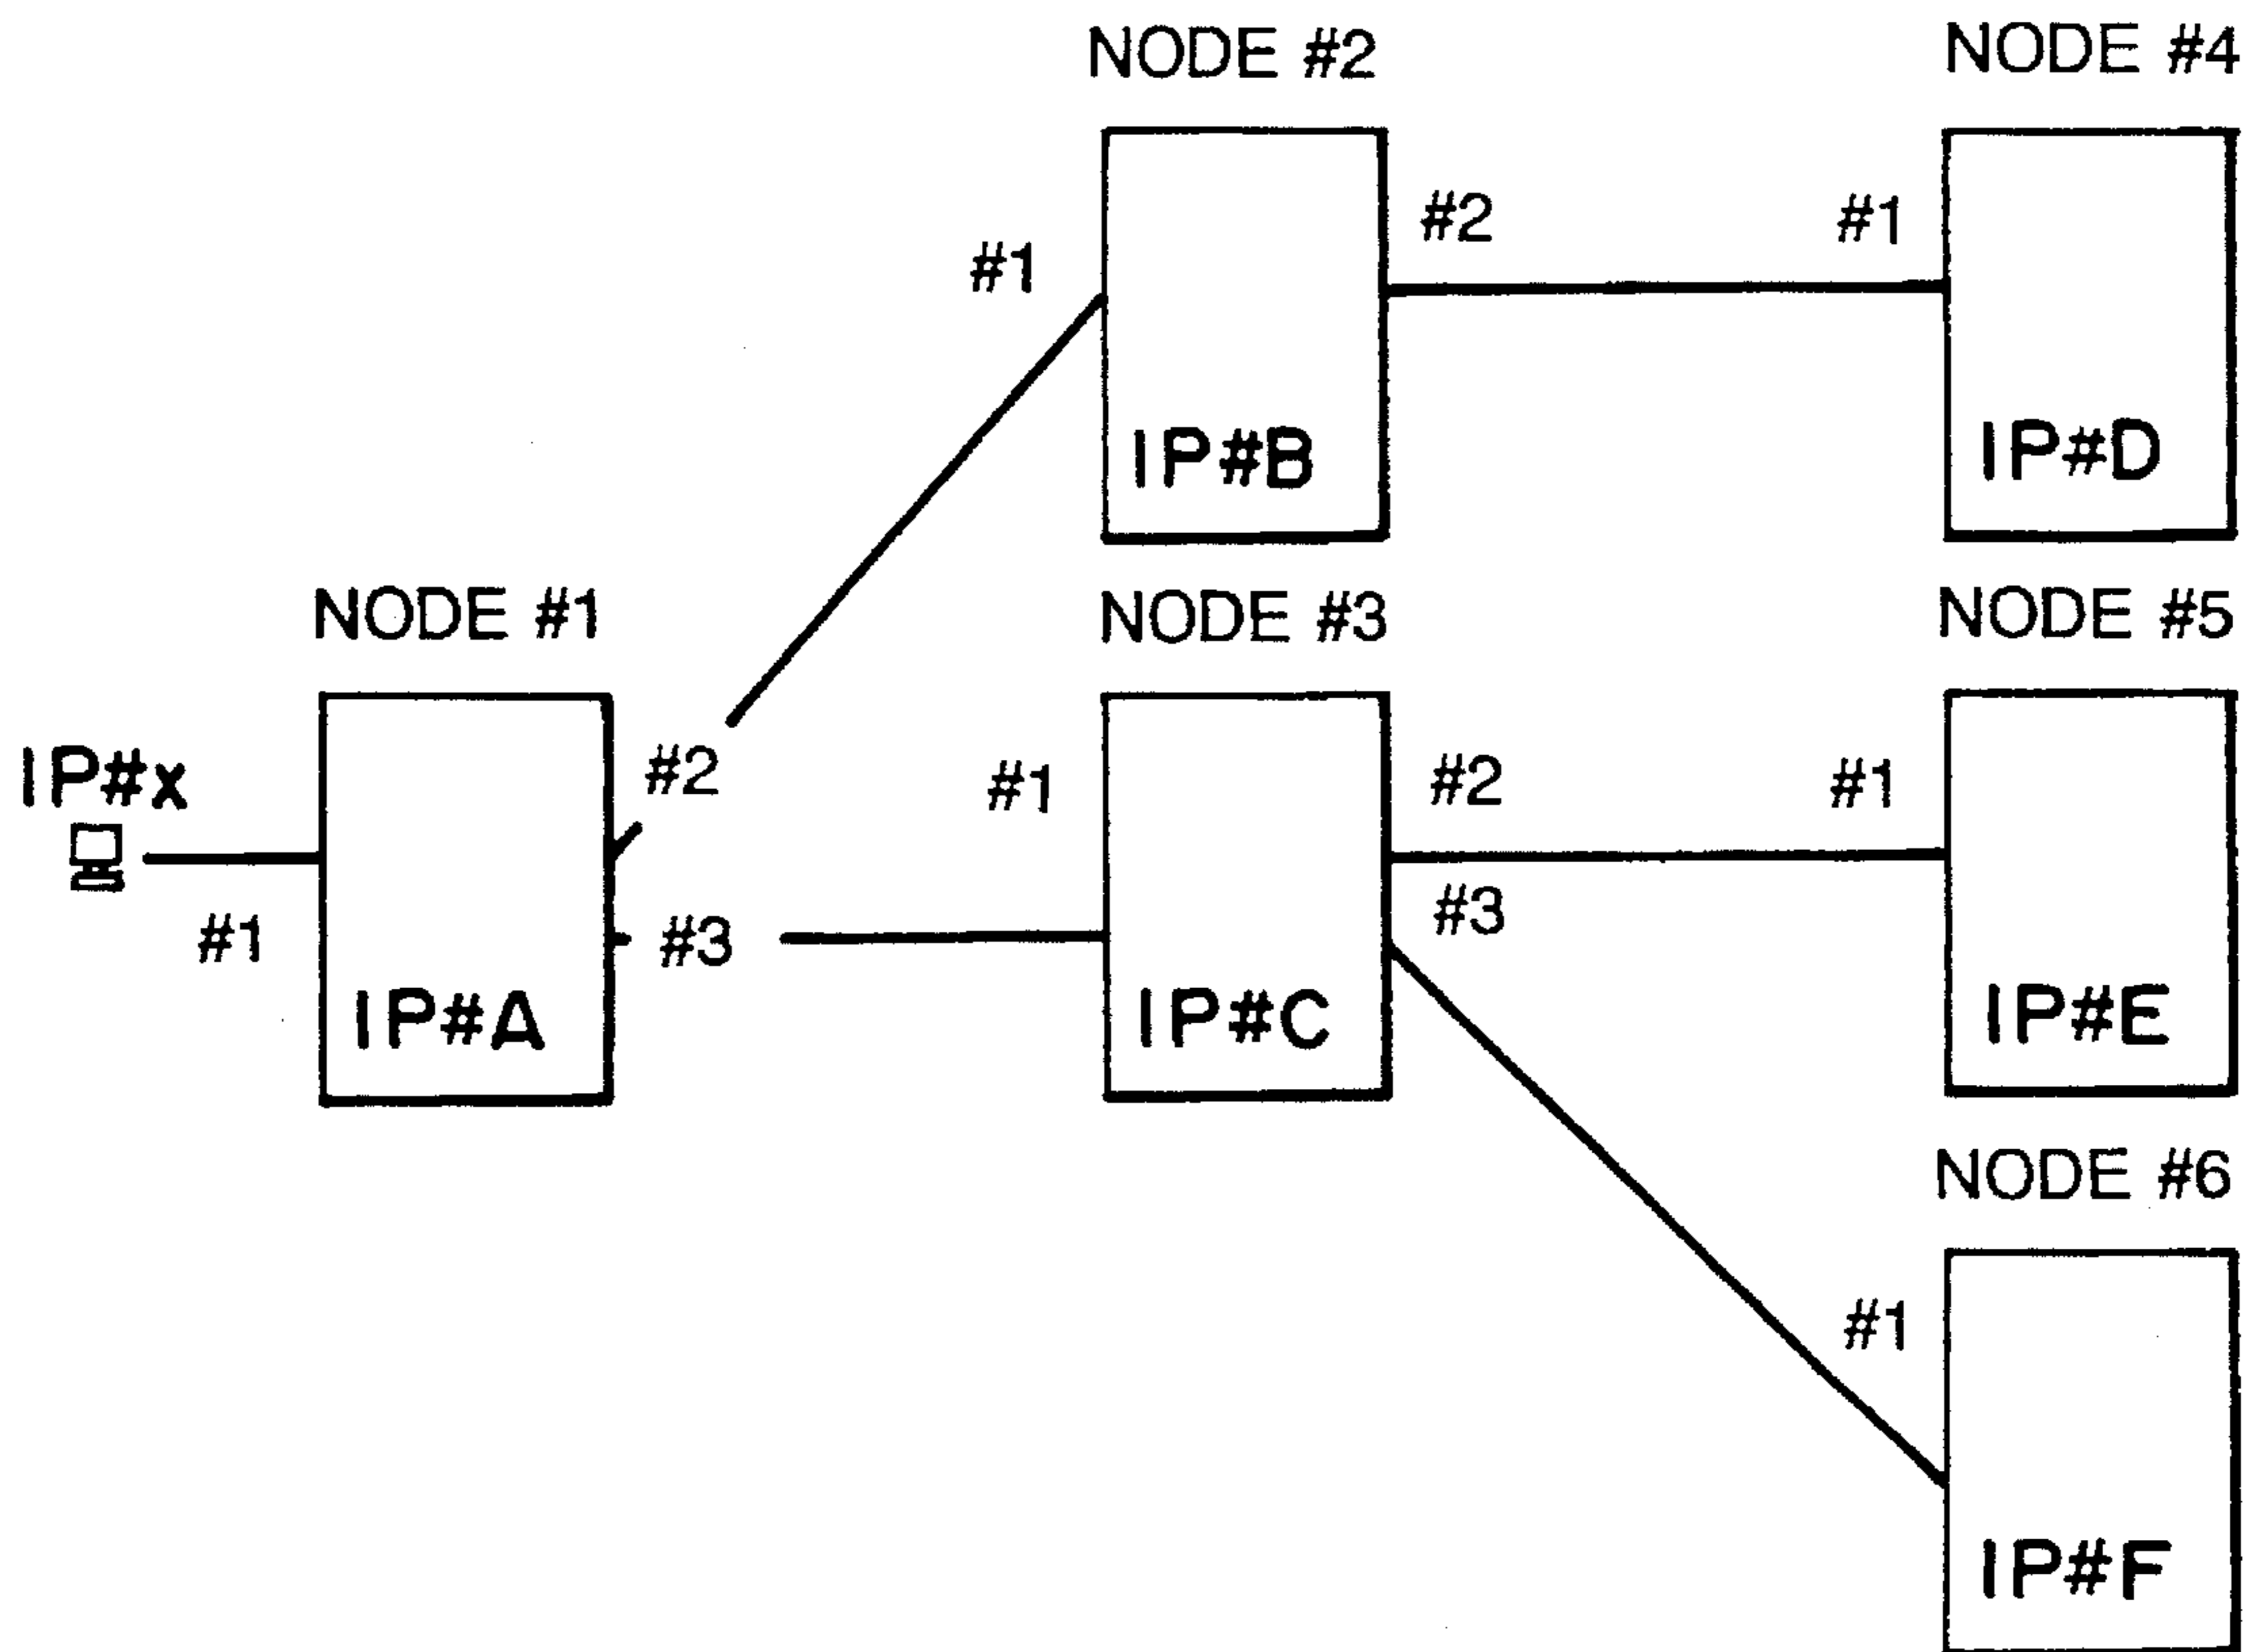 NODE #2
NODE #4
#2
#1
#1
IP#B
IP#D
NODE #1
NODE #3
NODE #5
IP#x
#2
#1
#2
#1
#1
#3
#3
IP#A
IP#C
IP#E
NODE #6
#1
IP#F